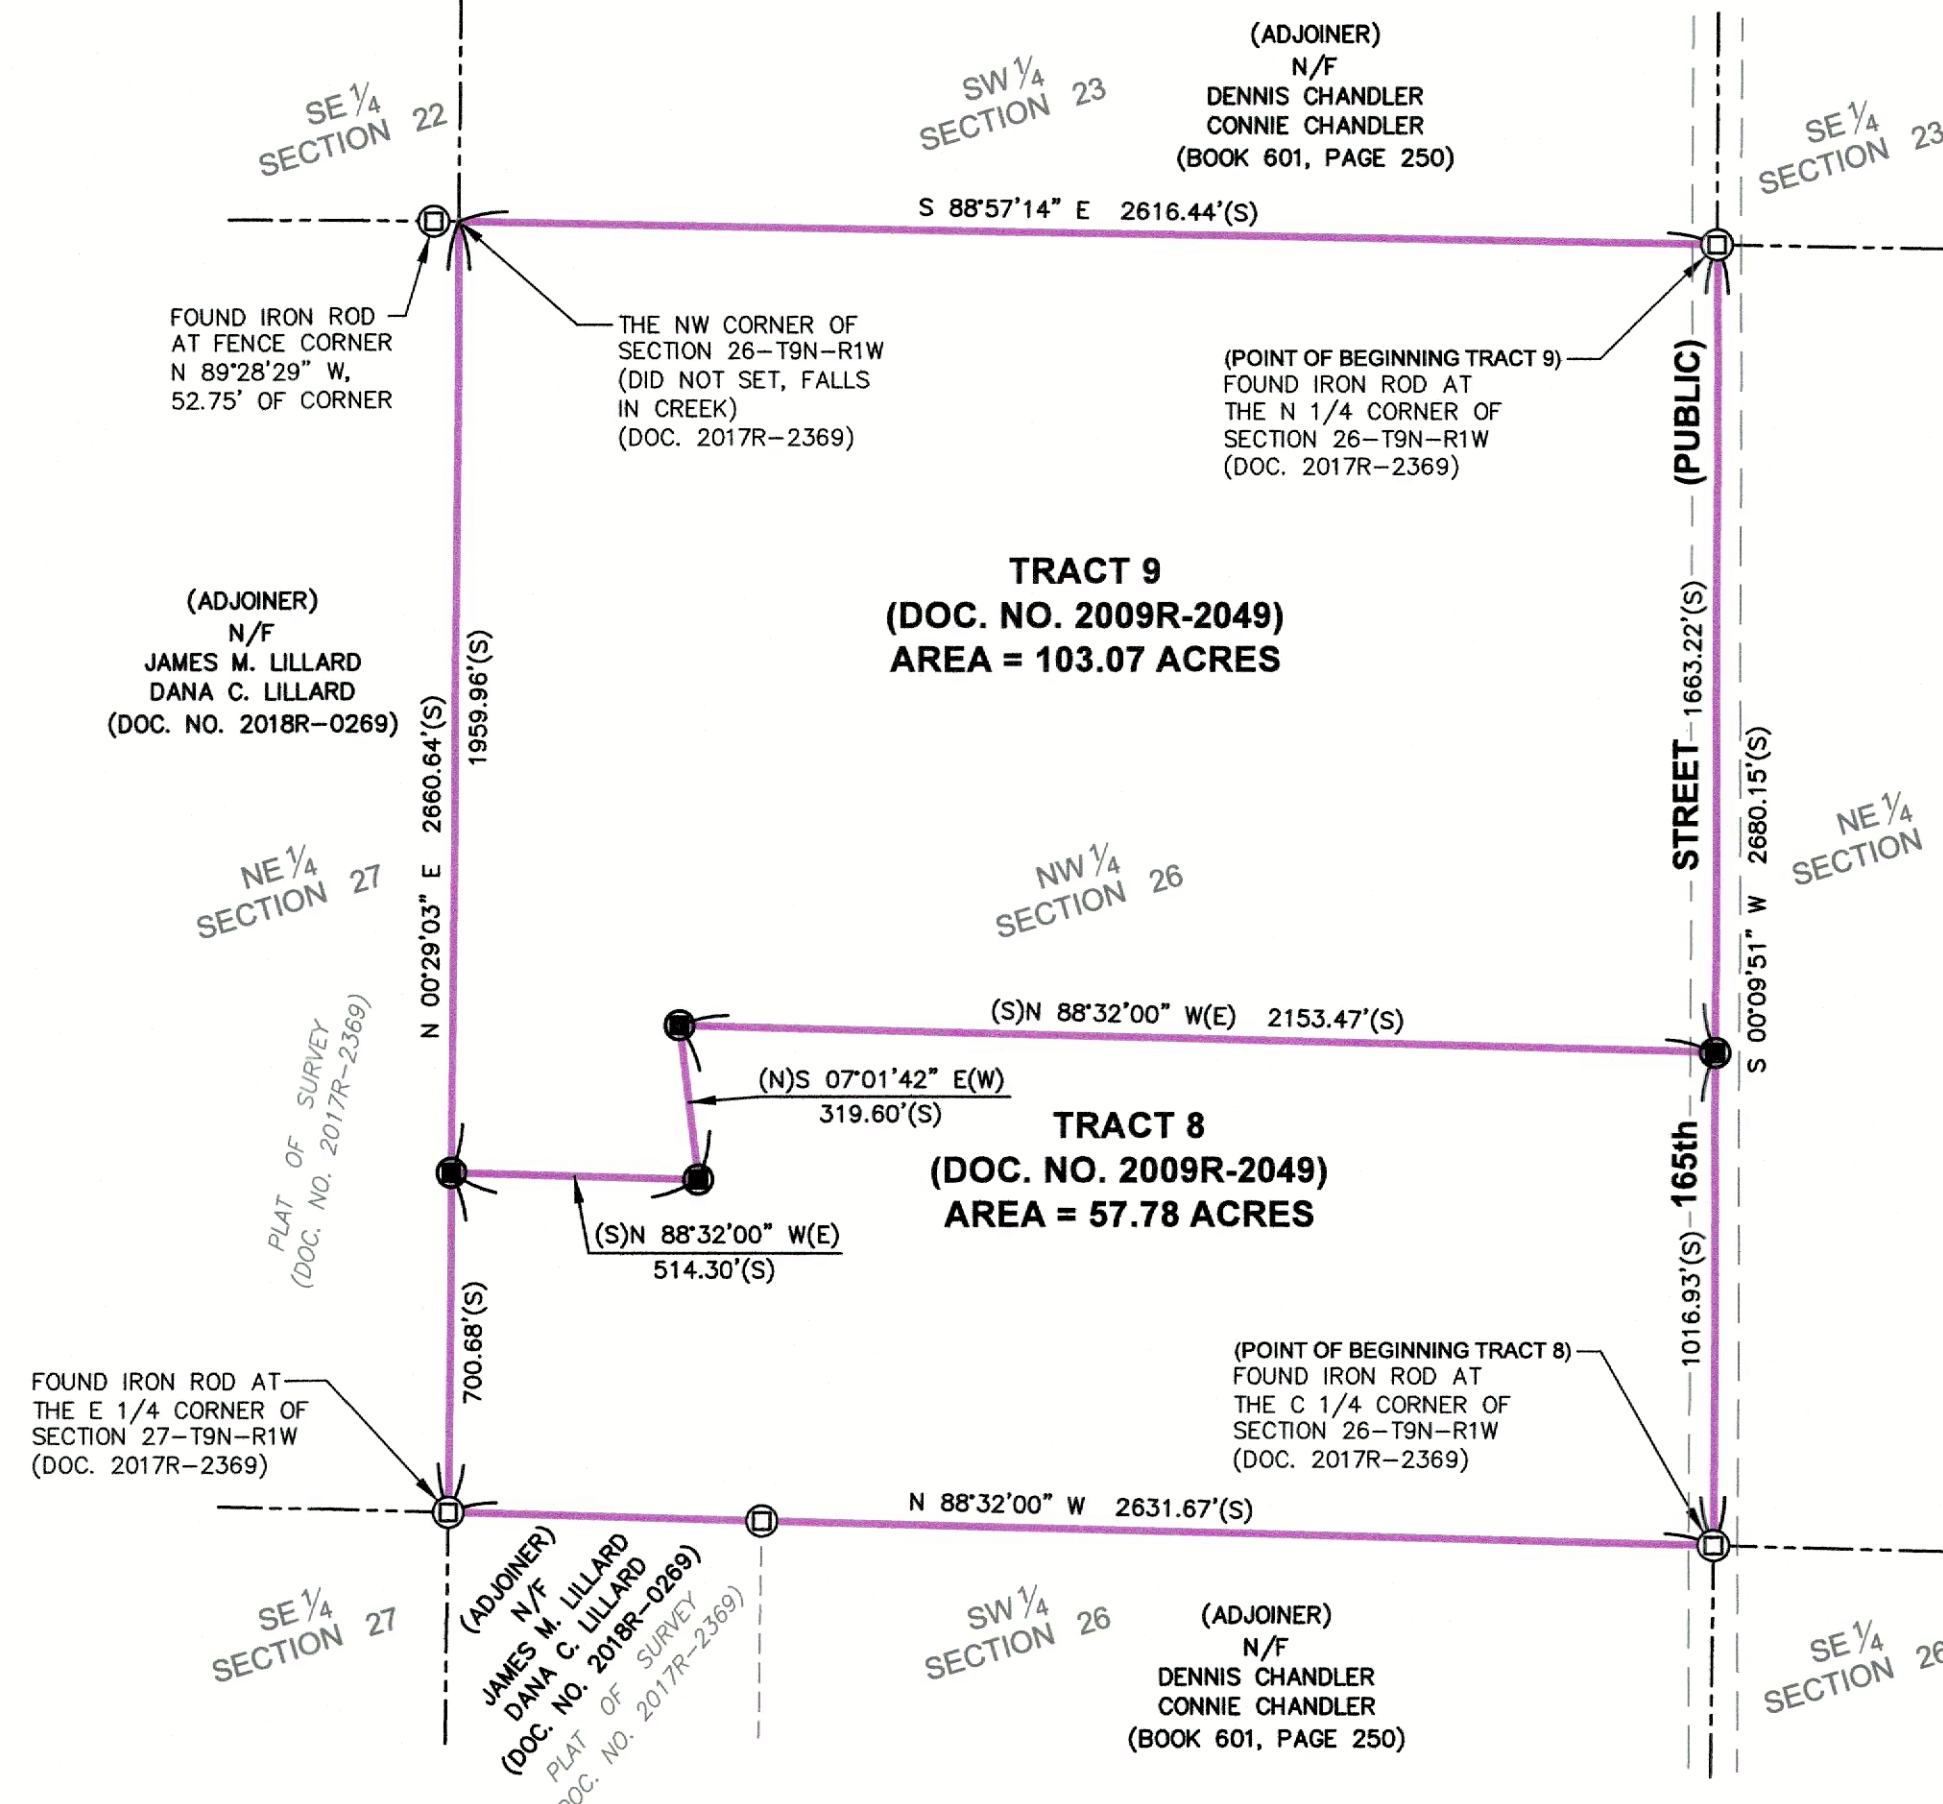 (ADJOINER)
N/F
DENNIS CHANDLER
CONNIE CHANDLER
(BOOK 601, PAGE 250)
SE 1/4
SECTION 22
SW 1/4
SECTION 23
SE 1/4
SECTION 23
S 88°57'14" E 2616.44'(S)
FOUND IRON ROD
AT FENCE CORNER
N 89°28'29" W,
52.75' OF CORNER
THE NW CORNER OF
SECTION 26-T9N-R1W
(DID NOT SET, FALLS
IN CREEK)
(DOC. 2017R-2369)
(POINT OF BEGINNING TRACT 9)
FOUND IRON ROD AT
THE N 1/4 CORNER OF
SECTION 26-T9N-R1W
(DOC. 2017R-2369)
165th STREET (PUBLIC)
TRACT 9
(DOC. NO. 2009R-2049)
AREA = 103.07 ACRES
(ADJOINER)
N/F
JAMES M. LILLARD
DANA C. LILLARD
(DOC. NO. 2018R-0269)
N 00°29'03" E 2660.64'(S)
1959.96'(S)
1663.22'(S)
S 00°09'51" W 2680.15'(S)
NE 1/4
SECTION 27
NW 1/4
SECTION 26
NE 1/4
SECTION
PLAT OF SURVEY
(DOC. NO. 2017R-2369)
(S)N 88°32'00" W(E) 2153.47'(S)
(N)S 07°01'42" E(W)
319.60'(S)
TRACT 8
(DOC. NO. 2009R-2049)
AREA = 57.78 ACRES
(S)N 88°32'00" W(E)
514.30'(S)
700.68'(S)
1016.93'(S)
FOUND IRON ROD AT
THE E 1/4 CORNER OF
SECTION 27-T9N-R1W
(DOC. 2017R-2369)
(POINT OF BEGINNING TRACT 8)
FOUND IRON ROD AT
THE C 1/4 CORNER OF
SECTION 26-T9N-R1W
(DOC. 2017R-2369)
N 88°32'00" W 2631.67'(S)
SE 1/4
SECTION 27
(ADJOINER)
N/F
JAMES M. LILLARD
DANA C. LILLARD
(DOC. NO. 2018R-0269)
PLAT OF SURVEY
DOC. NO. 2017R-2369)
SW 1/4
SECTION 26
(ADJOINER)
N/F
DENNIS CHANDLER
CONNIE CHANDLER
(BOOK 601, PAGE 250)
SE 1/4
SECTION 26